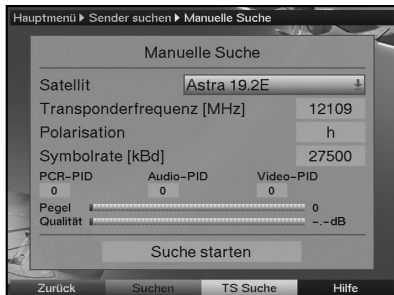 Hauptmenü ▶ Sender suchen ▶ Manuelle Suche
Manuelle Suche
Satellit Astra 19.2E
Transponderfrequenz [MHz] 12109
Polarisation h
Symbolrate [kBd] 27500
PCR-PID Audio-PID Video-PID
0 0 0
Pegel 0
Qualität -.-dB
Suche starten
Zurück Suchen TS Suche Hilfe